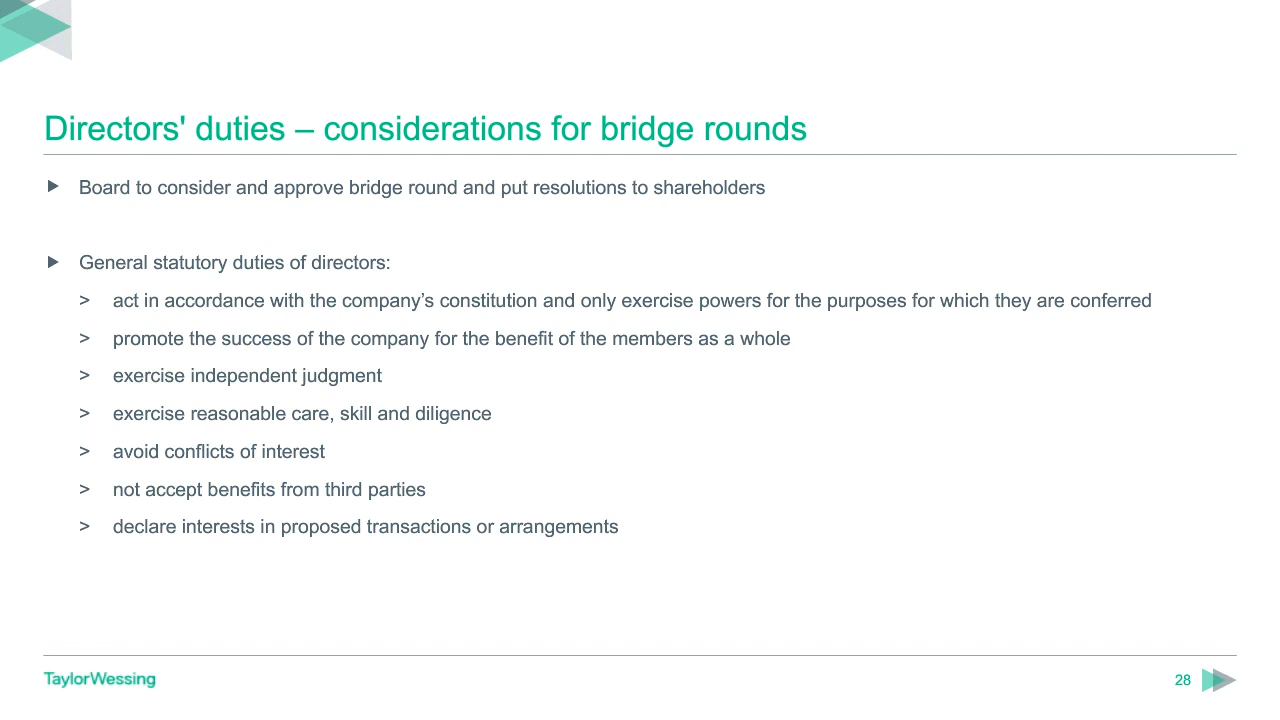 Directors' duties – considerations for bridge rounds
Board to consider and approve bridge round and put resolutions to shareholders
General statutory duties of directors:
> act in accordance with the company’s constitution and only exercise powers for the purposes for which they are conferred
> promote the success of the company for the benefit of the members as a whole
> exercise independent judgment
> exercise reasonable care, skill and diligence
> avoid conflicts of interest
> not accept benefits from third parties
> declare interests in proposed transactions or arrangements
TaylorWessing
28